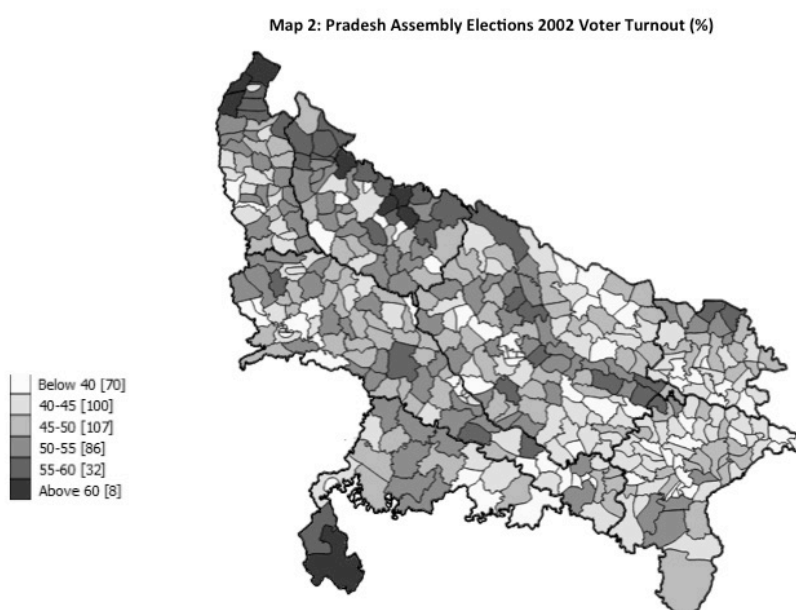 Map 2: Pradesh Assembly Elections 2002 Voter Turnout (%)
Below 40 [70]
40-45 [100]
45-50 [107]
50-55 [86]
55-60 [32]
Above 60 [8]